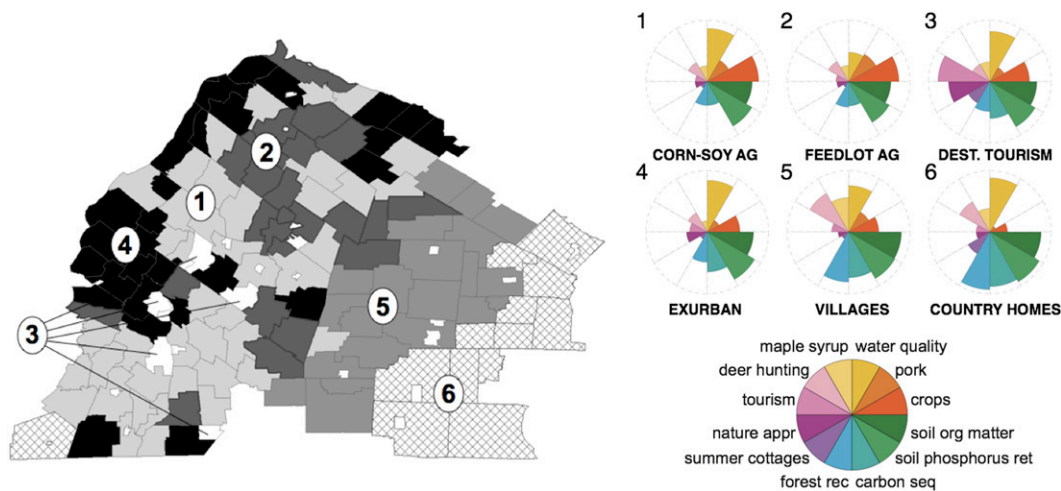 1
2
3
CORN-SOY AG
FEEDLOT AG
DEST. TOURISM
4
5
6
EXURBAN
VILLAGES
COUNTRY HOMES
2
1
4
5
3
6
maple syrup
water quality
deer hunting
pork
tourism
crops
nature appr
soil org matter
summer cottages
soil phosphorus ret
forest rec
carbon seq